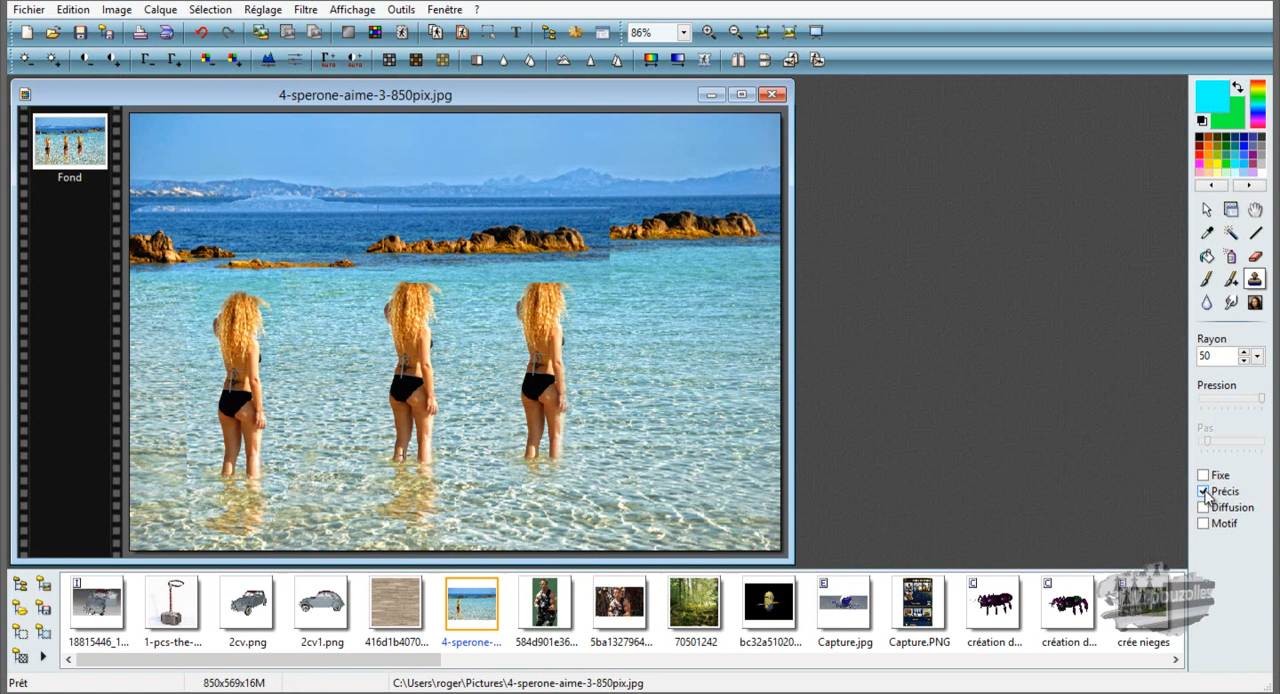 Fichier Edition Image Calque Sélection Réglage Filtre Affichage Outils Fenêtre ?
T 86%
AUTO AUTO
4-sperone-aime-3-850pix.jpg
Fond
Rayon
50
Pression
Pas
Fixe
Précis
Diffusion
Motif
I E C C
18815446_1... 1-pcs-the-... 2cv.png 2cv1.png 416d1b4070... 4-sperone-... 584d901e36... 5ba1327964... 70501242 bc32a51020... Capture.jpg Capture.PNG création d... création d... crée nieges
Prêt 850x569x16M C:\Users\roger\Pictures\4-sperone-aime-3-850pix.jpg